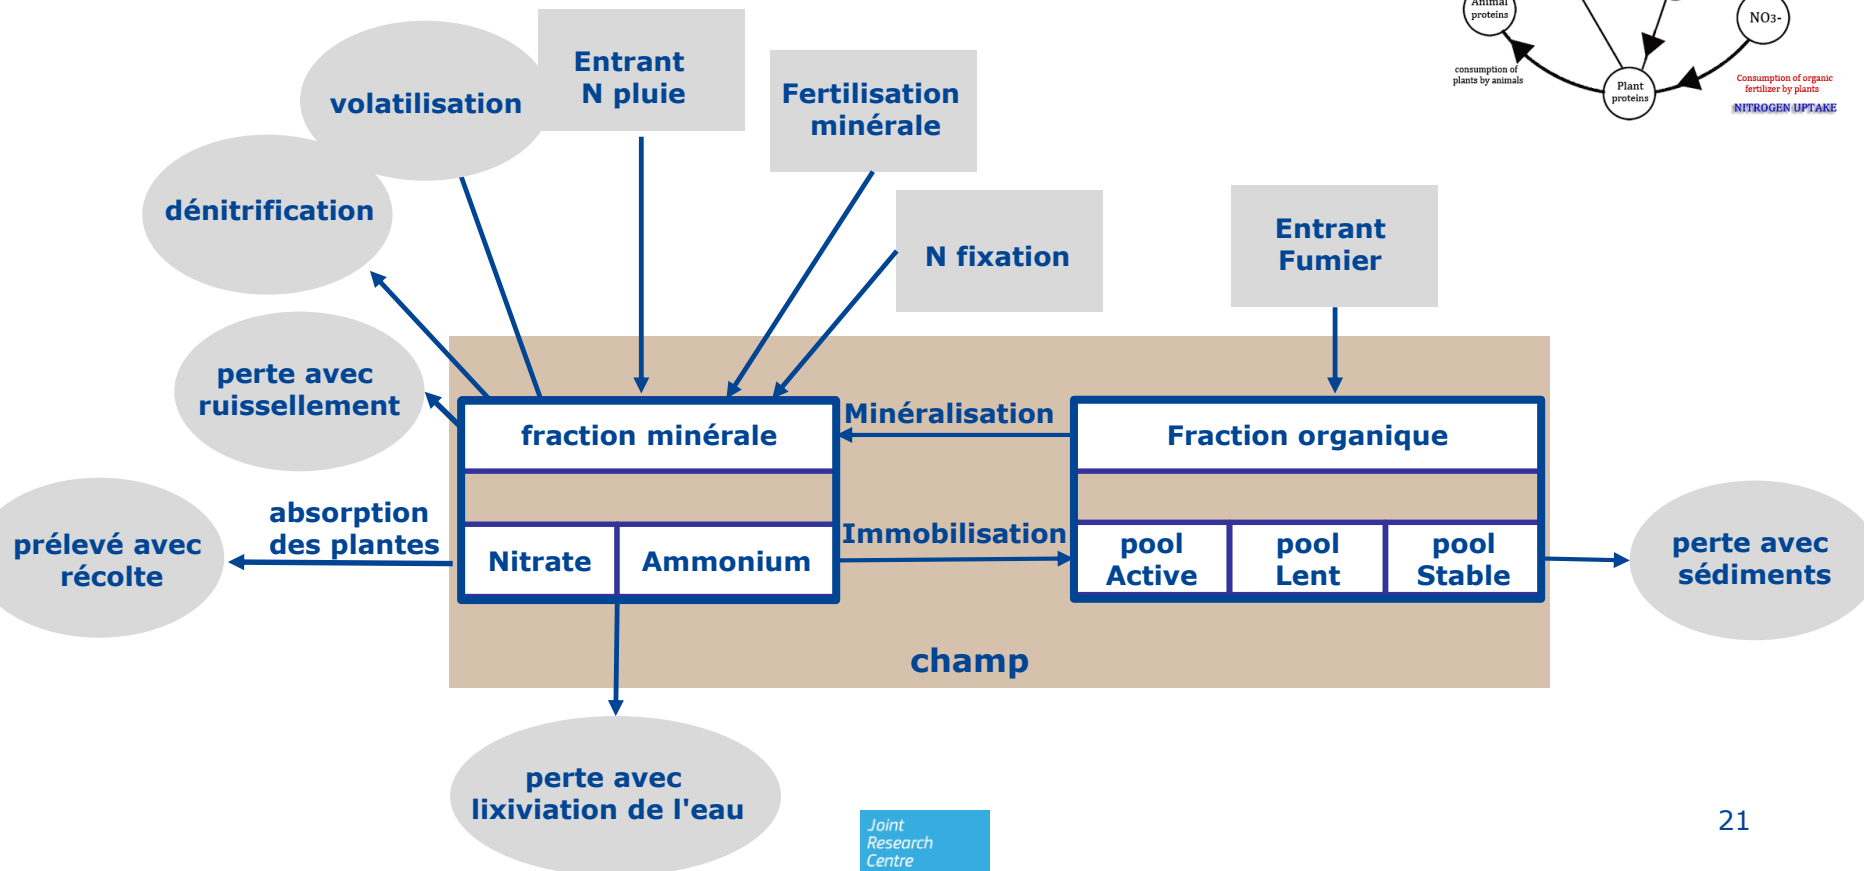 Animal
proteins
NO3-
consumption of
plants by animals
Plant
proteins
Consumption of organic
fertilizer by plants
NITROGEN UPTAKE
volatilisation
Entrant
N pluie
Fertilisation
minérale
dénitrification
N fixation
Entrant
Fumier
perte avec
ruissellement
fraction minérale
Minéralisation
Fraction organique
absorption
des plantes
prélevé avec
récolte
Nitrate
Ammonium
Immobilisation
pool
Active
pool
Lent
pool
Stable
perte avec
sédiments
champ
perte avec
lixiviation de l'eau
Joint
Research
Centre
21